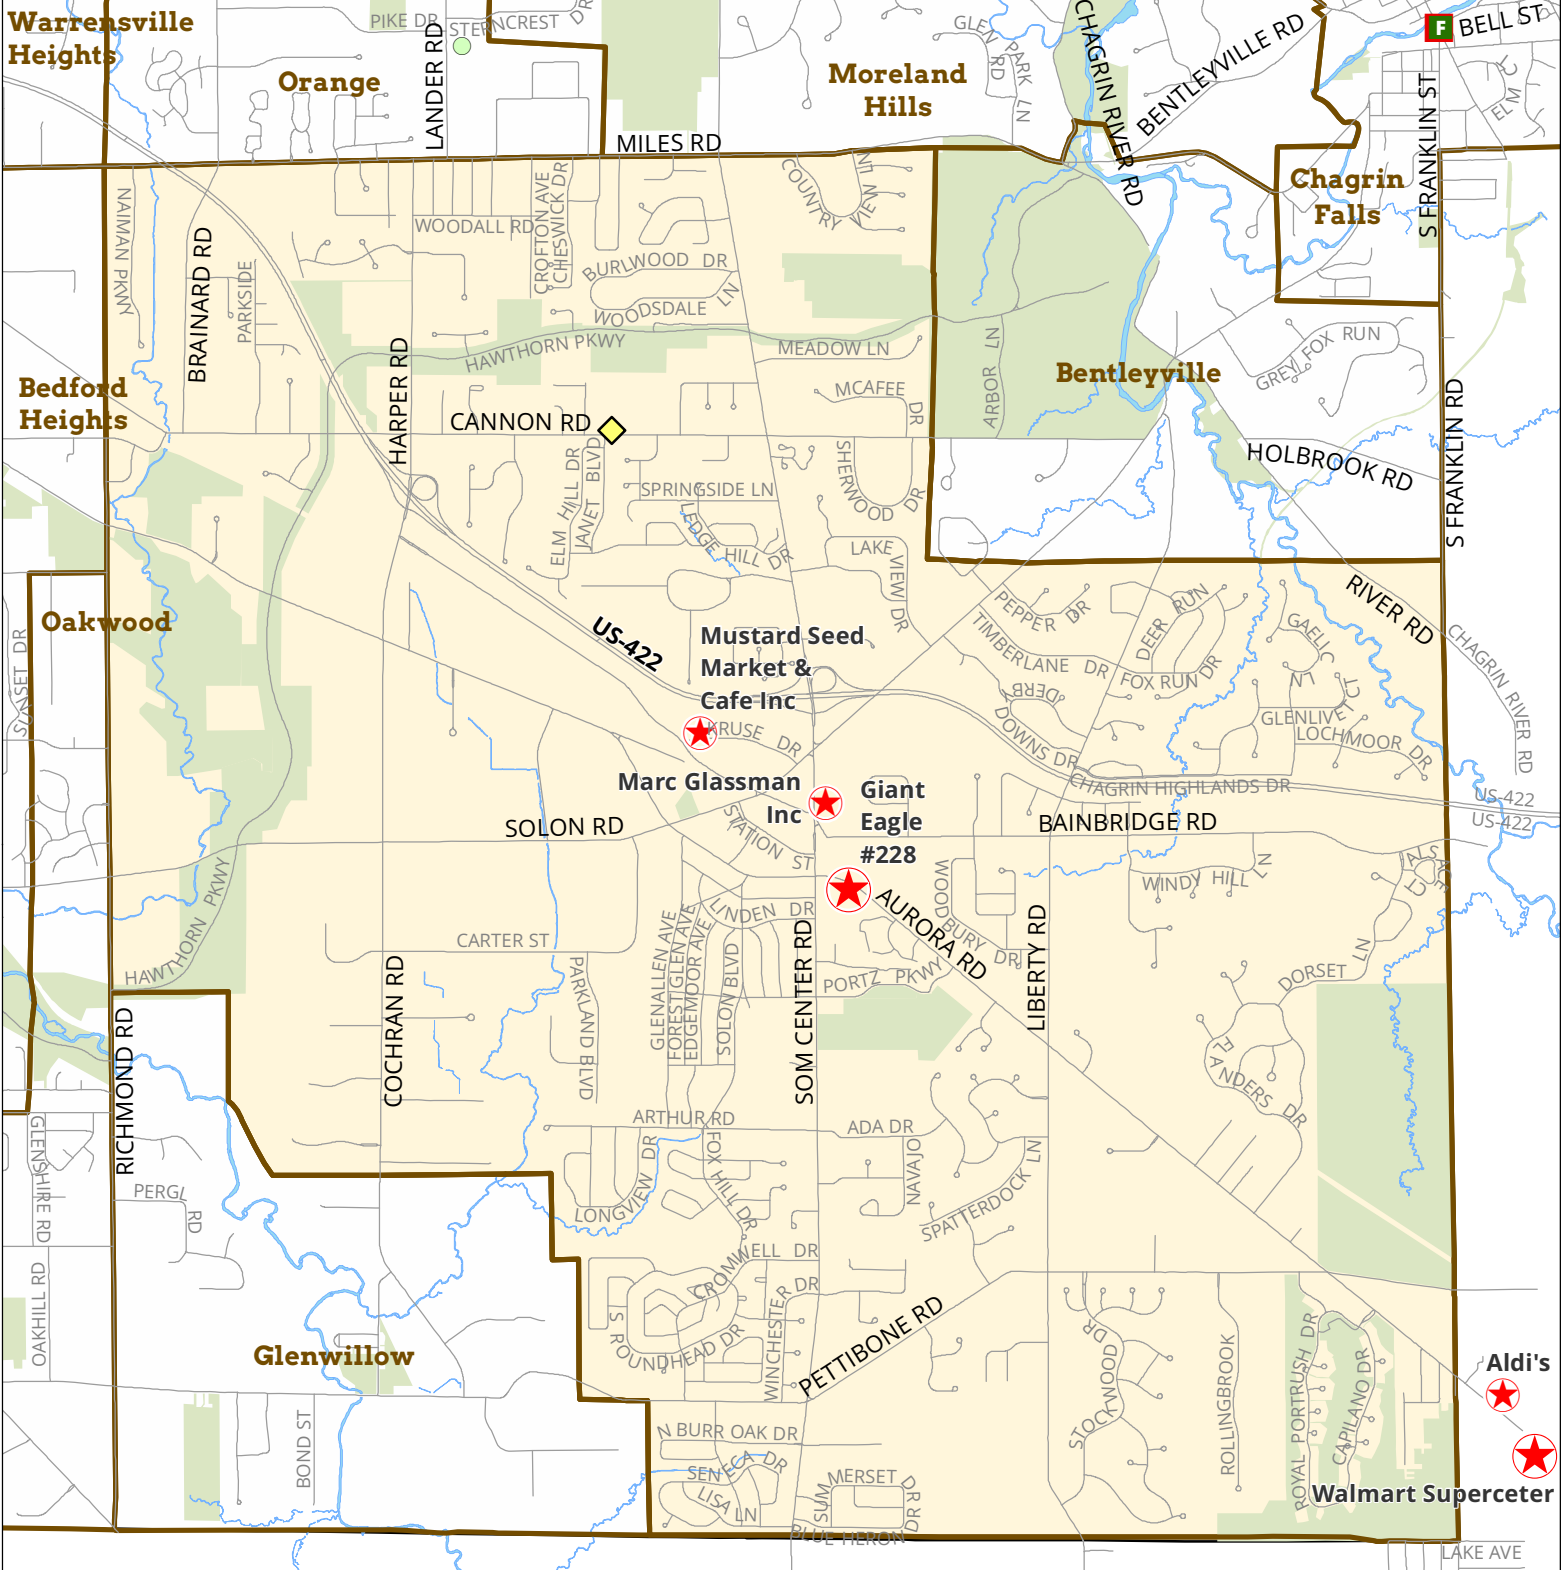 Warrensville
Heights
PIKE DR
STERNCREST
DR
LANDER RD
Orange
Moreland
Hills
GLEN
RD
PARK LN
CHAGRIN RIVER RD
BENTLEYVILLE RD
F
BELL ST
ELM CT
S FRANKLIN ST
MILES RD
Chagrin
Falls
NAIMAN PKWY
BRAINARD RD
PARKSIDE
WOODALL RD
CROFTON AVE
CHESWICK DR
COUNTRY
VIEW
LN
BURLWOOD DR
WOODSDALE
LN
HAWTHORN PKWY
MEADOW LN
ARBOR LN
GREY FOX RUN
Bentleyville
Bedford
Heights
HARPER RD
CANNON RD
MCAFEE
DR
S FRANKLIN RD
HOLBROOK RD
ELM HILL DR
JANET BLVD
SPRINGSIDE LN
LEDGE HILL DR
SHERWOOD DR
LAKE
VIEW DR
Oakwood
SUNSET DR
US-422
Mustard Seed
Market &
Cafe Inc
KRUSE DR
PEPPER DR
TIMBERLANE DR
DEER RUN
FOX RUN DR
DERBY
DOWNS DR
GAELIC
LN
GLENLIVET CT
LOCHMOOR DR
RIVER RD
CHAGRIN RIVER RD
CHAGRIN HIGHLANDS DR
US-422
US-422
Marc Glassman
Inc
Giant
Eagle
#228
SOLON RD
STATION ST
BAINBRIDGE RD
WINDY HILL
LN
ALSACE
CT
HAWTHORN PKWY
LINDEN DR
AURORA RD
WOODBURY DR
LIBERTY RD
CARTER ST
COCHRAN RD
PARKLAND BLVD
GLENALLEN AVE
FOREST GLEN AVE
EDGEMOOR AVE
SOLON BLVD
SOM CENTER RD
PORTZ PKWY
DORSET LN
FLANDERS DR
RICHMOND RD
GLENSHIRE RD
ARTHUR RD
ADA DR
NAVAJO
SPATTERDOCK LN
LONGVIEW DR
FOX HILL DR
PERGL
RD
OAKHILL RD
CROMWELL DR
WINCHESTER DR
S ROUNDHEAD DR
PETTIBONE RD
Glenwillow
BOND ST
STOCKWOOD DR
ROLLINGBROOK
ROYAL PORTRUSH DR
CAPILANO DR
Aldi's
Walmart Superceter
N BURR OAK DR
SENECA DR
LISA LN
SUMMERSET DR
BLUE HERON DR
LAKE AVE